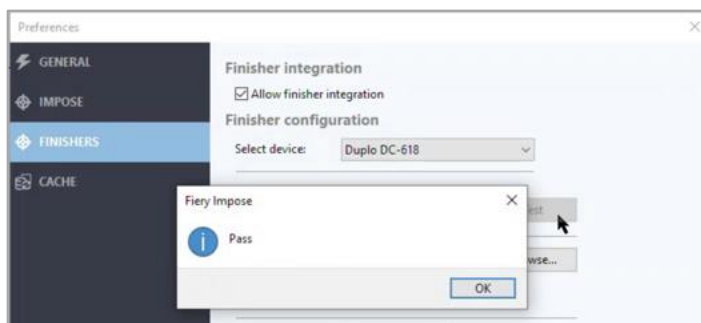 Preferences
GENERAL
IMPOSE
FINISHERS
CACHE
Finisher integration
Allow finisher integration
Finisher configuration
Select device: Duplo DC-618
Fiery Impose
Pass
OK